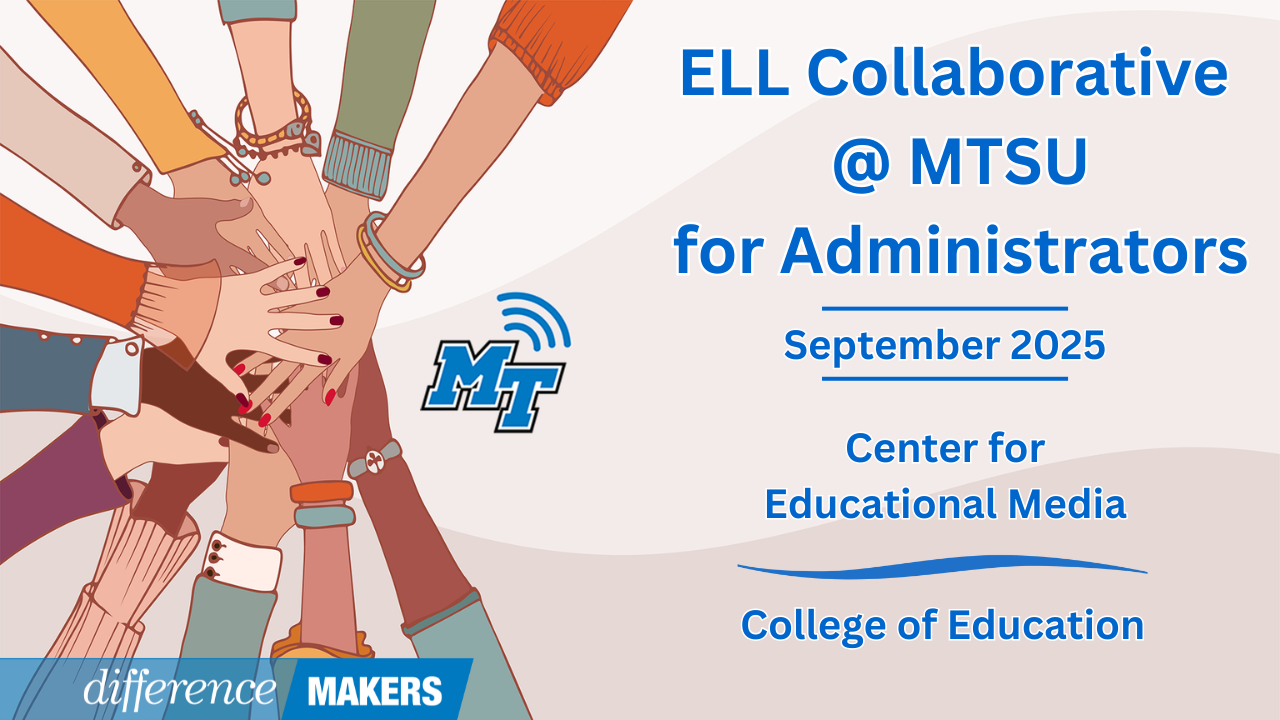 ELL Collaborative
@ MTSU
for Administrators
September 2025
Center for
Educational Media
College of Education
MT
difference MAKERS